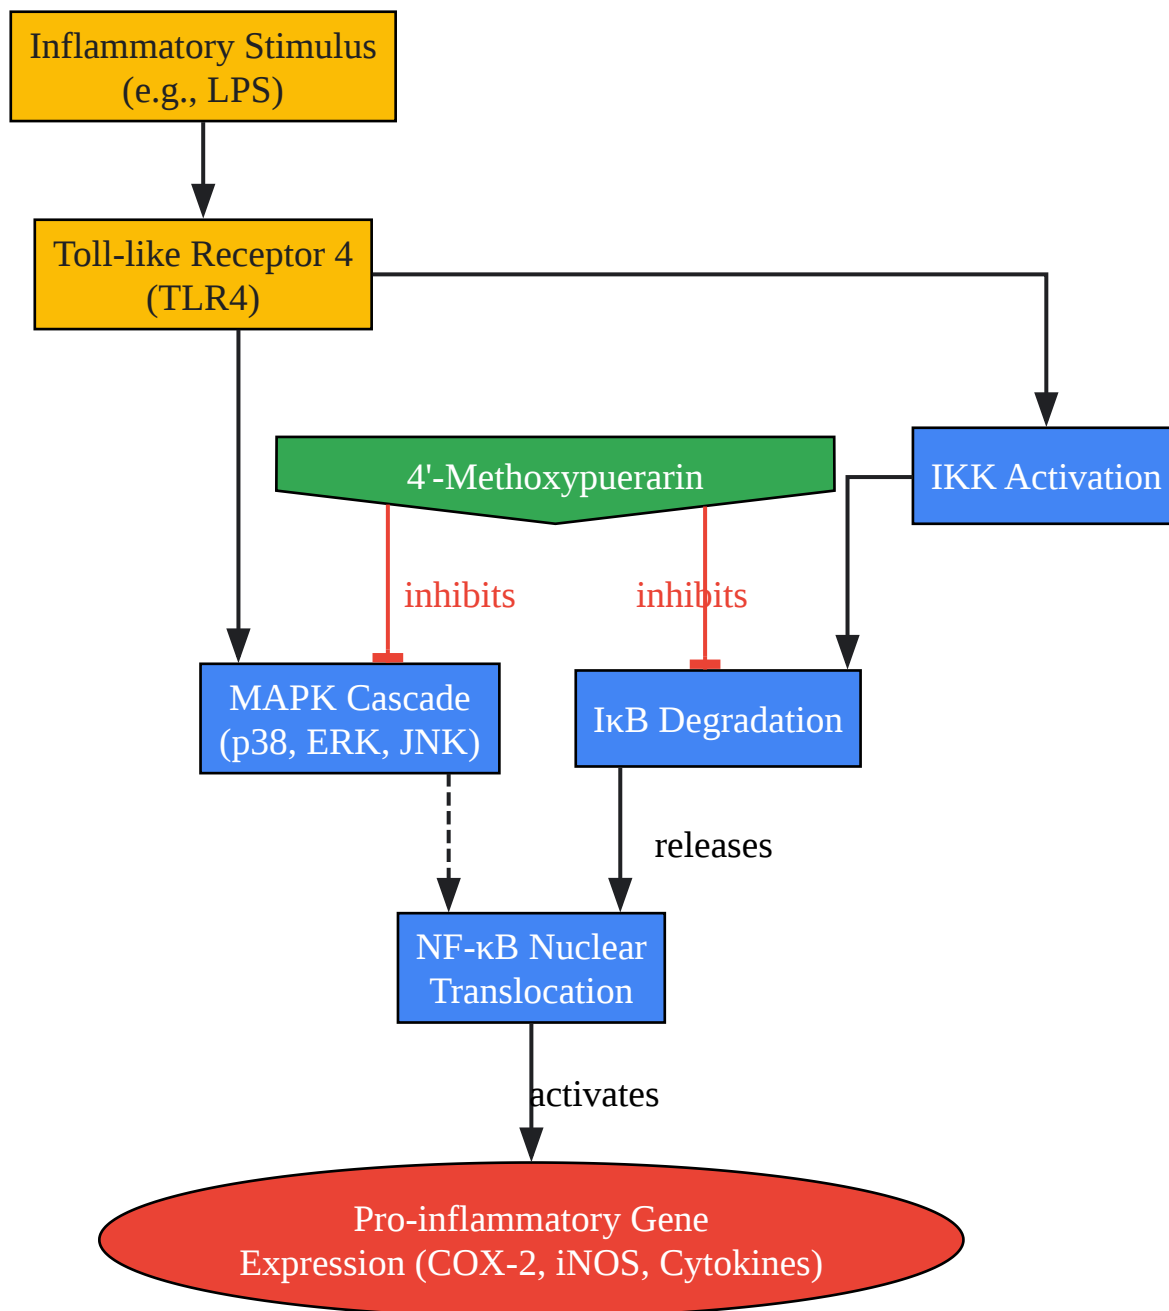 Inflammatory Stimulus
(e.g., LPS)
Toll-like Receptor 4
(TLR4)
4'-Methoxypuerarin
IKK Activation
inhibits
inhibits
MAPK Cascade
(p38, ERK, JNK)
IκB Degradation
releases
NF-κB Nuclear
Translocation
activates
Pro-inflammatory Gene
Expression (COX-2, iNOS, Cytokines)